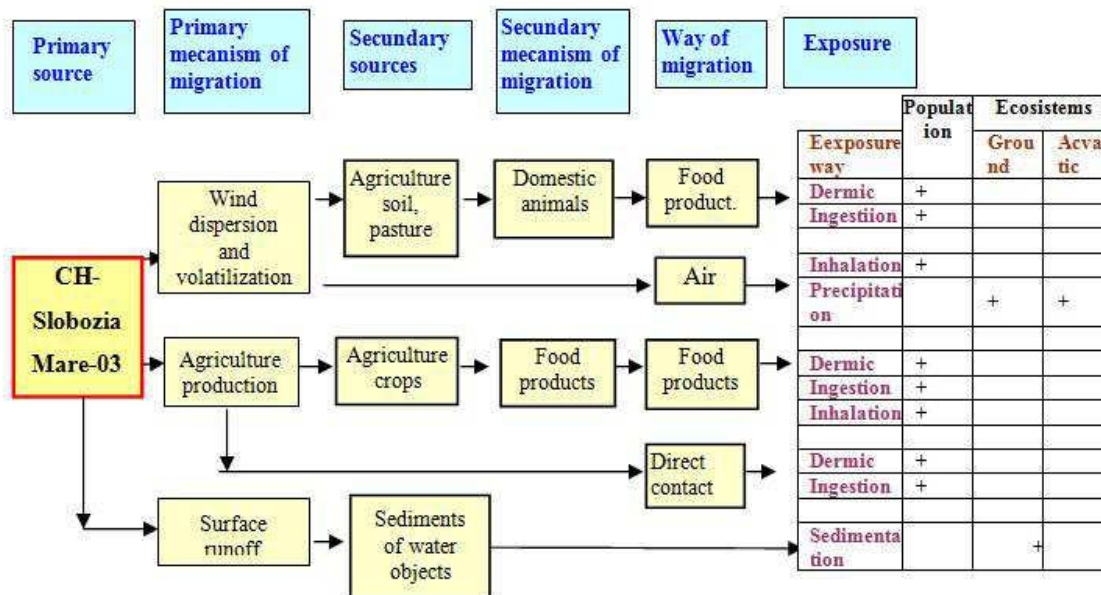 Primary
source
Primary
mecanism of
migration
Secundary
sources
Secundary
mecanism of
migration
Way of
migration
Exposure
Populat
ion
Ecosistems
Eexposure
way
Grou
nd
Acva
tic
Wind
dispersion
and
volatilization
Agriculture
soil,
pasture
Domestic
animals
Food
product.
Dermic +
Ingestiion +
Air
Inhalation +
Precipitati
on + +
CH-
Slobozia
Mare-03
Agriculture
production
Agriculture
crops
Food
products
Food
products
Dermic +
Ingestion +
Inhalation +
Direct
contact
Dermic +
Ingestion +
Surface
runoff
Sediments
of water
objects
Sedimenta
tion +